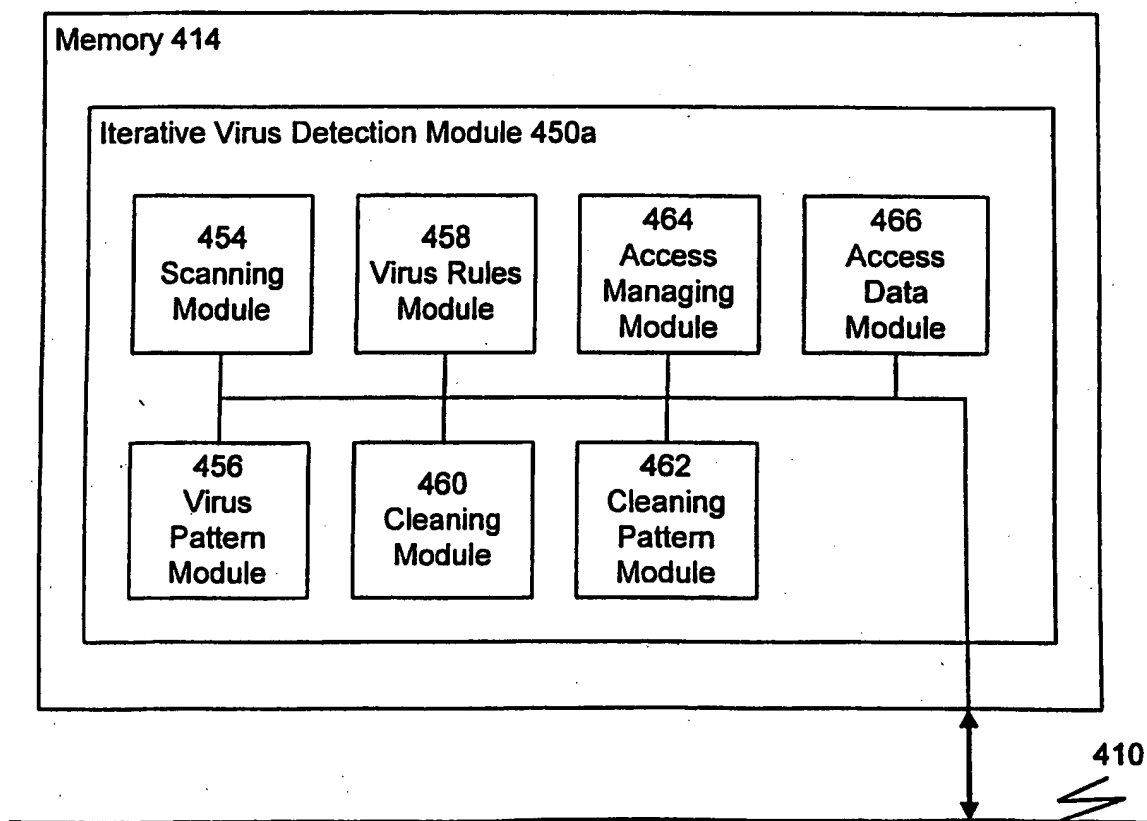 Memory 414
Iterative Virus Detection Module 450a
454
Scanning
Module
458
Virus Rules
Module
464
Access
Managing
Module
466
Access
Data
Module
456
Virus
Pattern
Module
460
Cleaning
Module
462
Cleaning
Pattern
Module
410